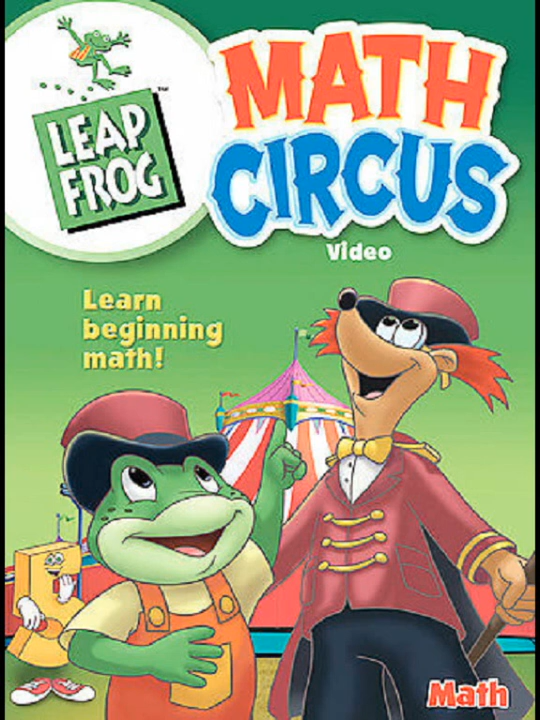 LEAP
FROG
™
MATH
CIRCUS
Video
Learn
beginning
math!
Math